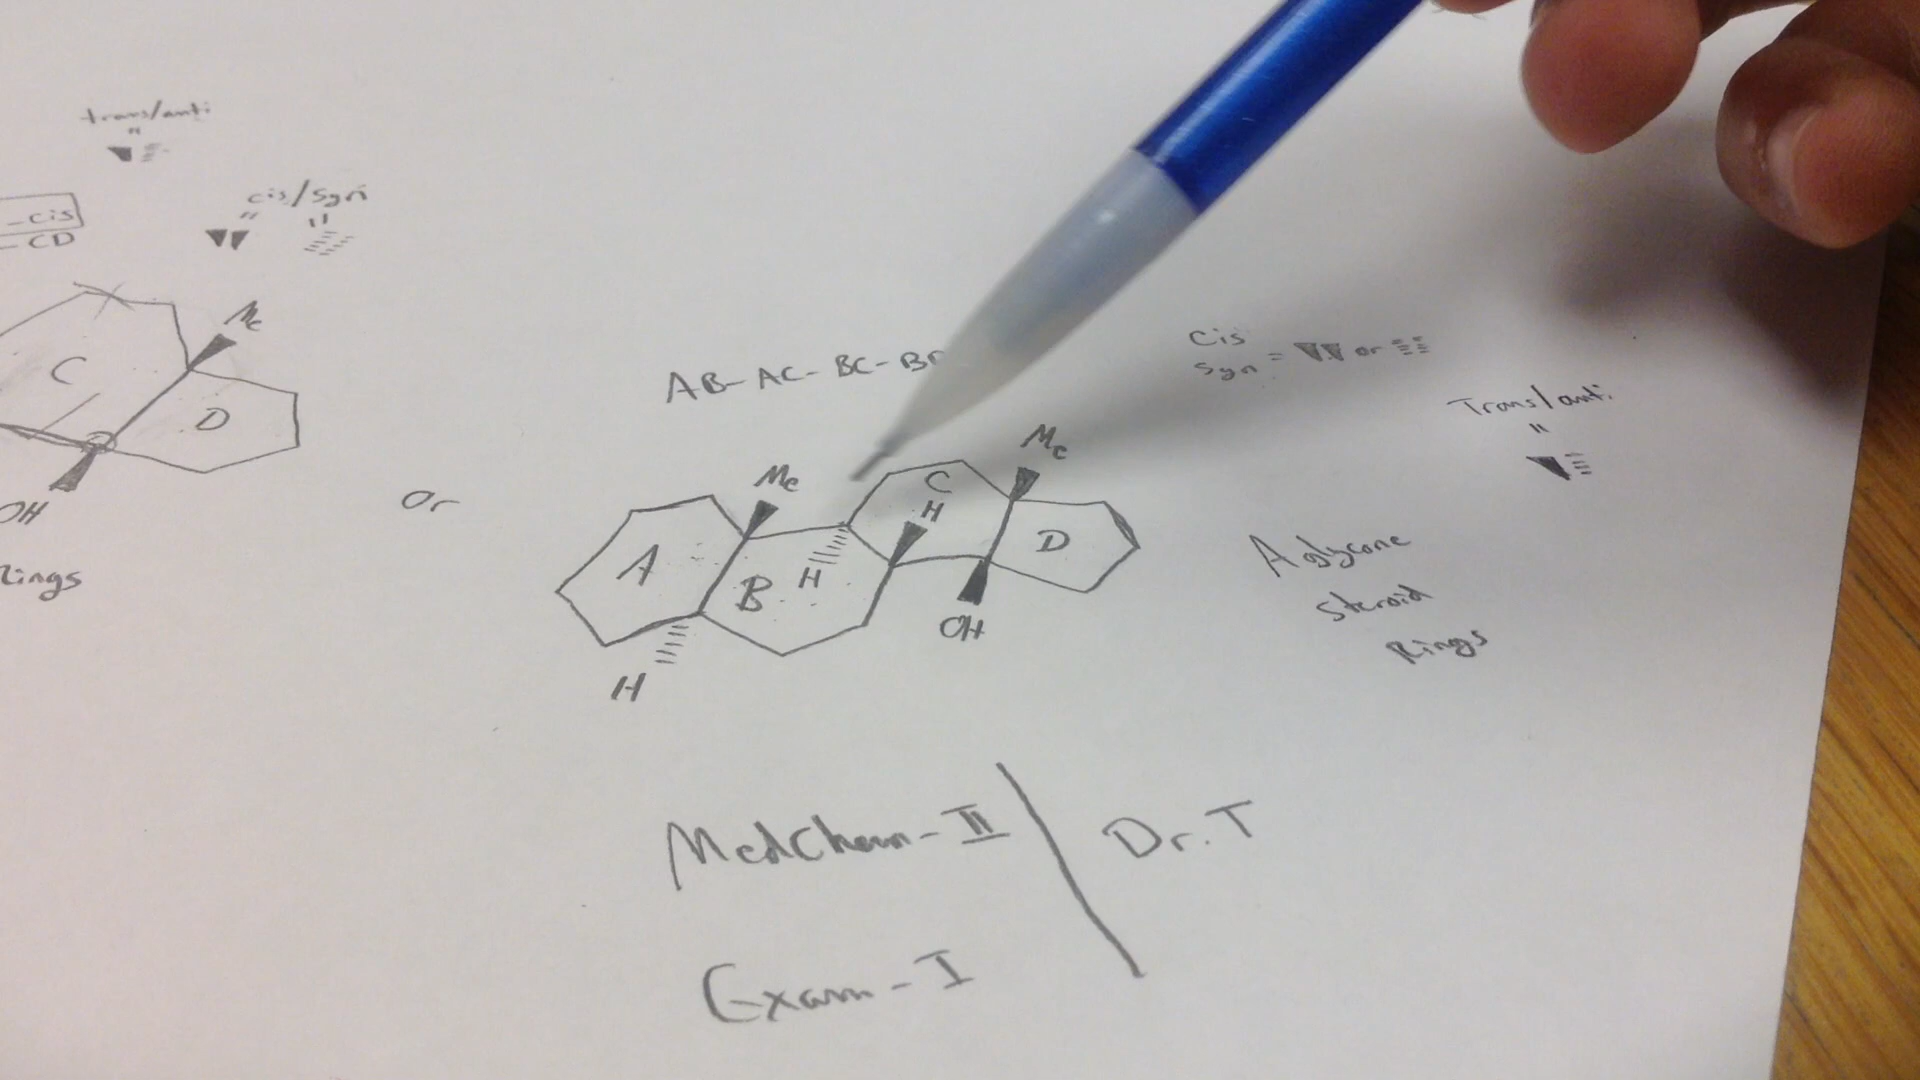 trans/anti
"
cis/syn
" "
-cis
-CD
Me
C
D
OH
Rings
or
AB-AC-BC-B
Cis
Syn = or
Trans/anti
"
Me
Me
C
H
A
B
H
D
OH
H
Aglycone
Steroid
Rings
MedChem-II
Dr. T
Exam-I